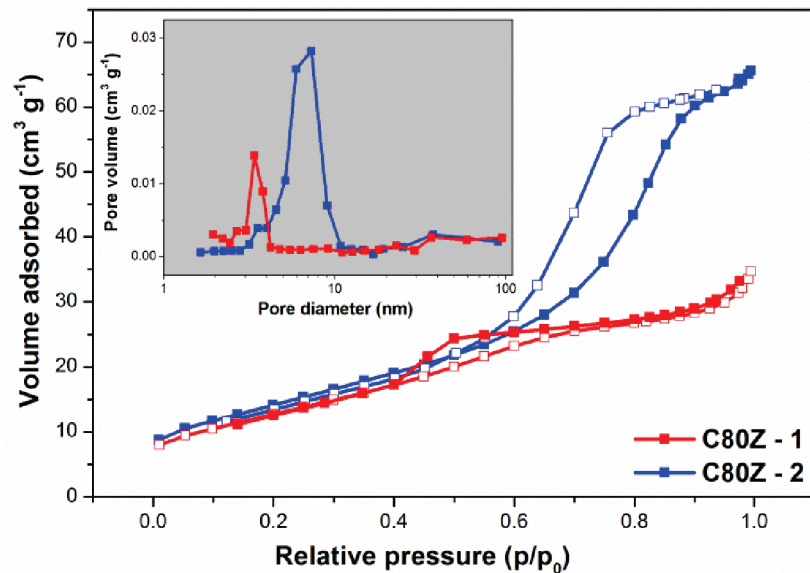 Volume adsorbed (cm³ g⁻¹)
70
60
50
40
30
20
10
0
0.0 0.2 0.4 0.6 0.8 1.0
Relative pressure (p/p₀)
Pore volume (cm³ g⁻¹)
0.03
0.02
0.01
0.00
1 10 100
Pore diameter (nm)
C80Z - 1
C80Z - 2